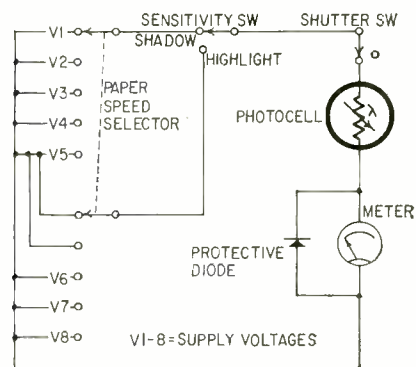 SENSITIVITY SW
SHUTTER SW
V1
SHADOW
HIGHLIGHT
V2
V3
PAPER
SPEED
SELECTOR
V4
PHOTOCELL
λ
V5
METER
PROTECTIVE
DIODE
V6
V7
V8
V1-8=SUPPLY VOLTAGES